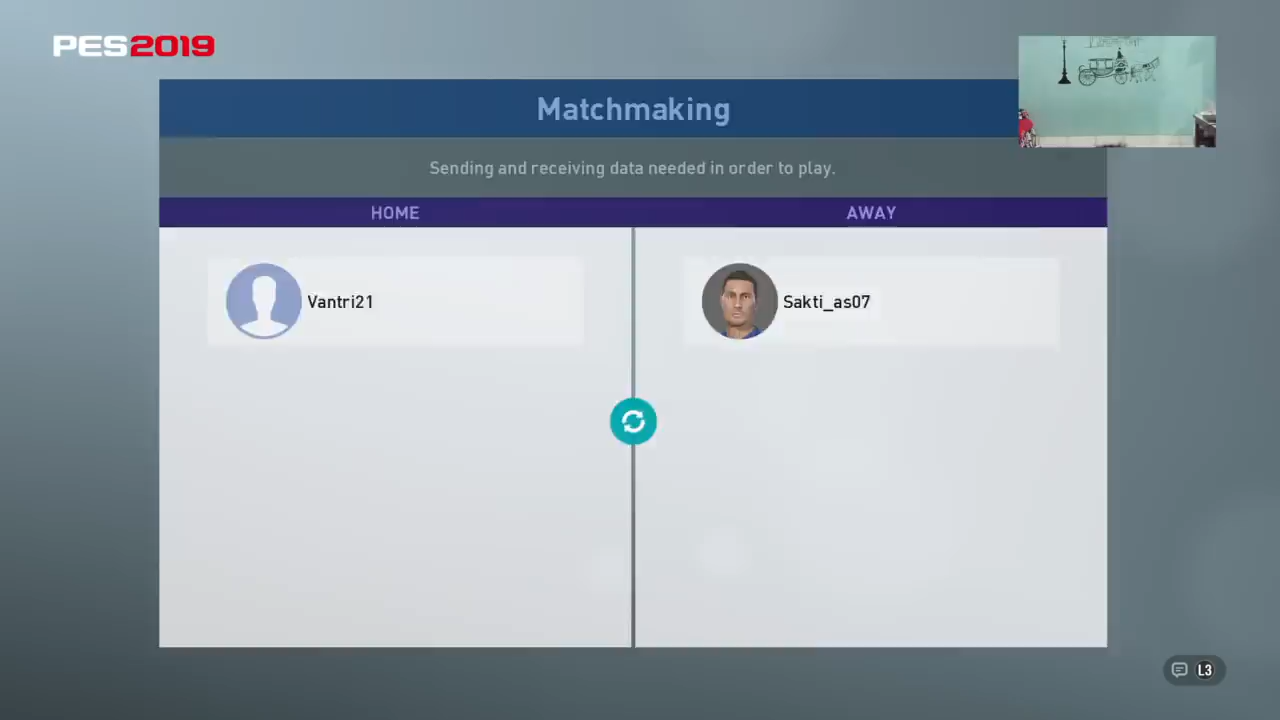 PES2019
Matchmaking
Sending and receiving data needed in order to play.
HOME
AWAY
Vantri21
Sakti_as07
L3